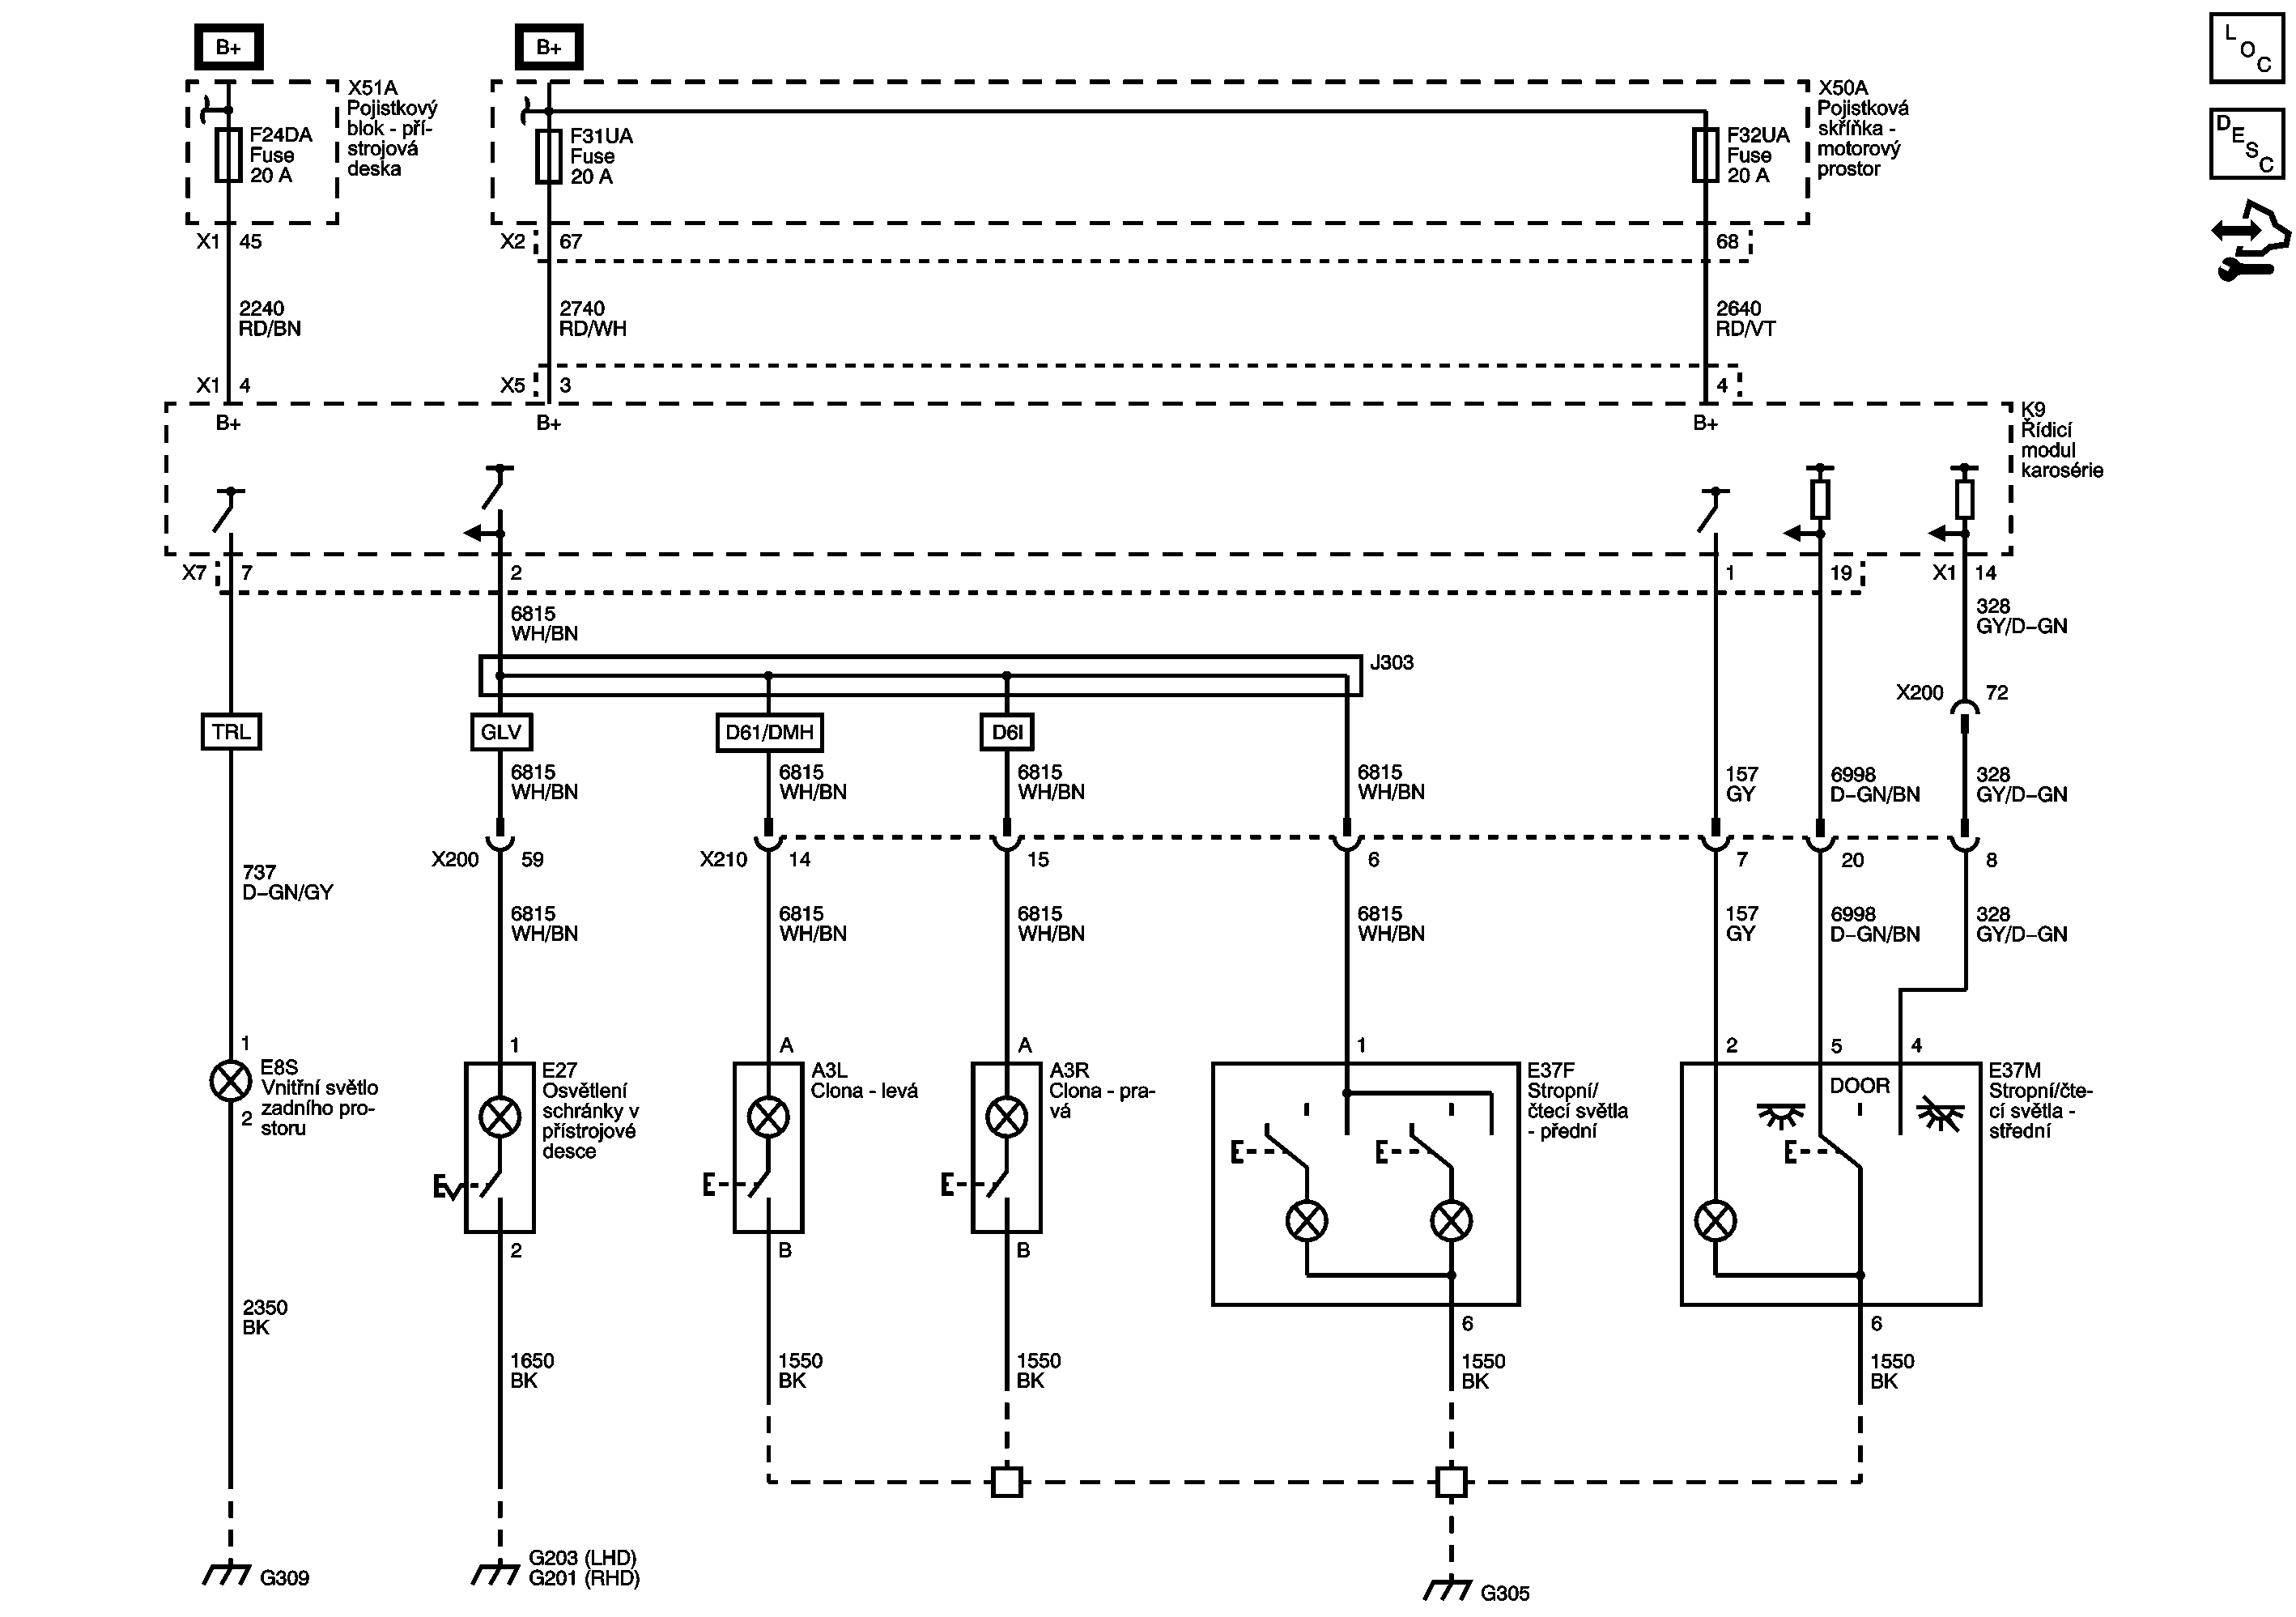 B+
B+
L
O
C
D
E
S
C
X51A
Pojistkový
blok - pří-
strojová
deska
F24DA
Fuse
20 A
F31UA
Fuse
20 A
F32UA
Fuse
20 A
X50A
Pojistková
skříňka -
motorový
prostor
X1 45
X2 67
68
2240
RD/BN
2740
RD/WH
2640
RD/VT
X1 4
X5 3
4
B+
B+
B+
K9
Řídicí
modul
karosérie
X7 7
2
1
19
X1 14
6815
WH/BN
328
GY/D-GN
J303
X200 72
TRL
GLV
D61/DMH
D6I
6815
WH/BN
6815
WH/BN
6815
WH/BN
6815
WH/BN
157
GY
6998
D-GN/BN
328
GY/D-GN
X200 59
X210 14
15
6
7
20
8
737
D-GN/GY
6815
WH/BN
6815
WH/BN
6815
WH/BN
6815
WH/BN
157
GY
6998
D-GN/BN
328
GY/D-GN
1
1
A
A
1
2
5
4
E8S
Vnitřní světlo
zadního pro-
storu
2
E27
Osvětlení
schránky v
přístrojové
desce
A3L
Clona - levá
A3R
Clona - pra-
vá
E37F
Stropní/
čtecí světla
- přední
DOOR
E37M
Stropní/čte-
cí světla -
střední
2
B
B
6
6
2350
BK
1650
BK
1550
BK
1550
BK
1550
BK
1550
BK
G309
G203 (LHD)
G201 (RHD)
G305